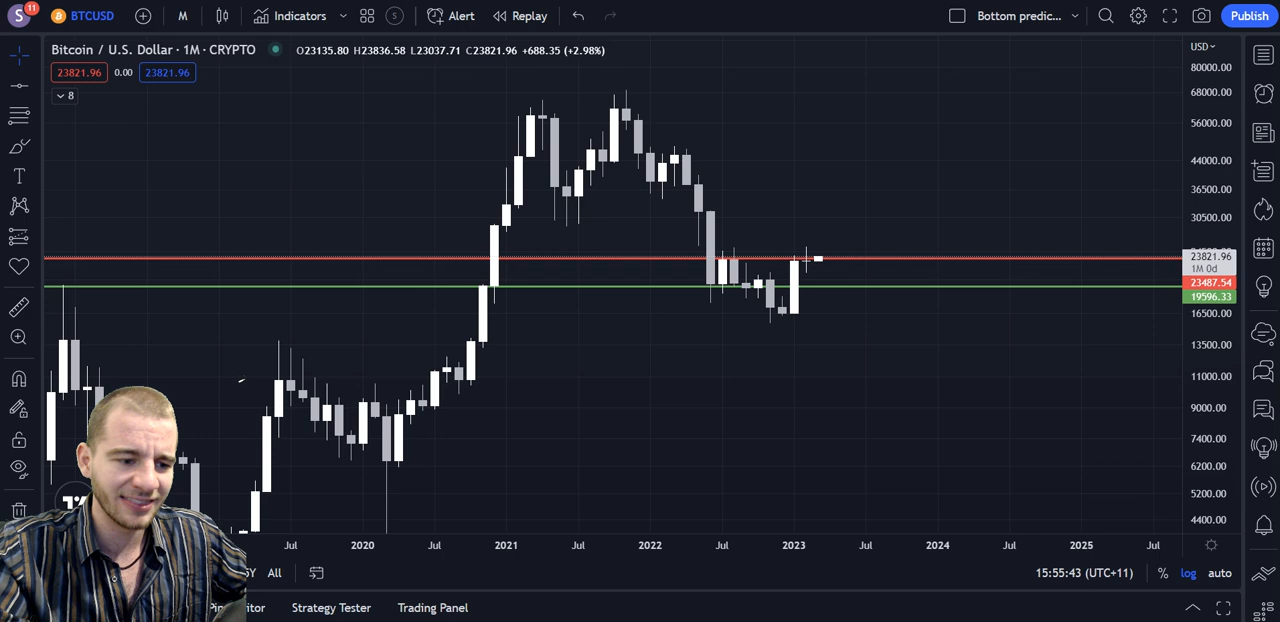 S 11 BTCUSD M Indicators S Alert Replay Bottom predic... Publish
Bitcoin / U.S. Dollar · 1M · CRYPTO O23135.80 H23836.58 L23037.71 C23821.96 +688.35 (+2.98%)
USD
23821.96 0.00 23821.96
8
80000.00
68000.00
56000.00
44000.00
36500.00
30500.00
23821.96
1M 0d
23487.54
19596.33
16500.00
13500.00
11000.00
9000.00
7400.00
6200.00
5200.00
4400.00
Jul 2020 Jul 2021 Jul 2022 Jul 2023 Jul 2024 Jul 2025 Jul
5Y All 15:55:43 (UTC+11) % log auto
Strategy Tester Trading Panel